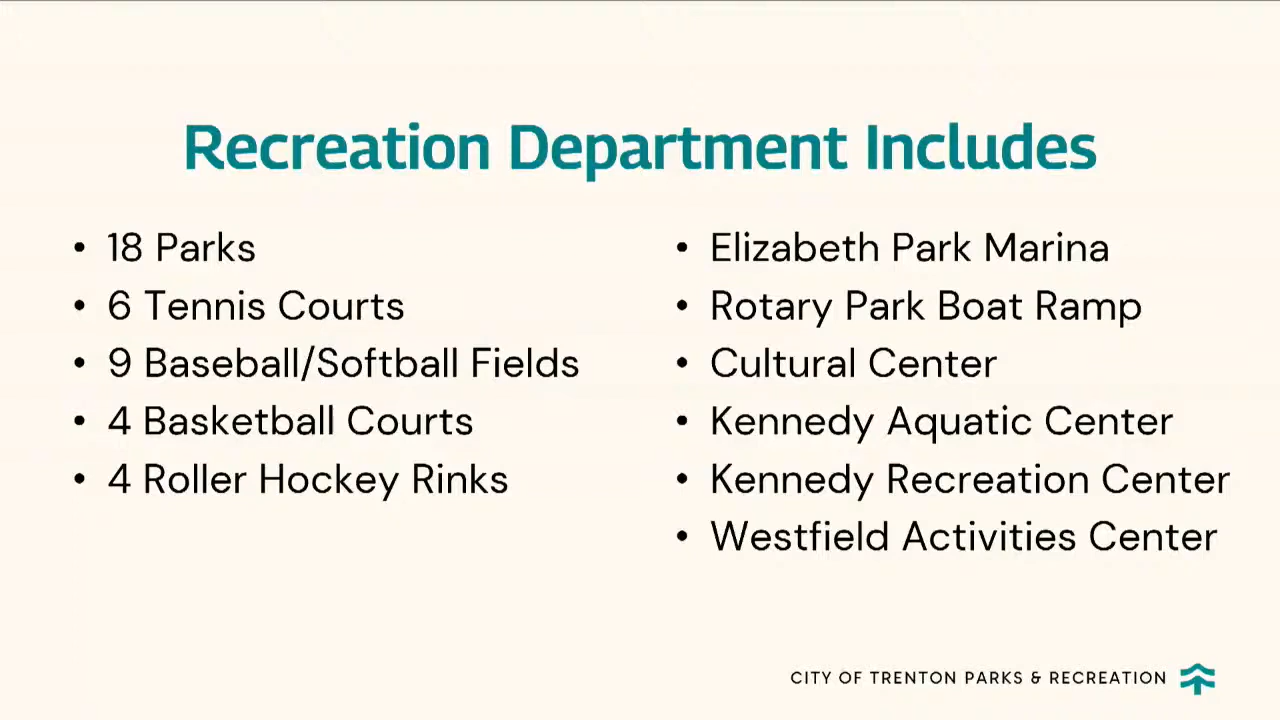 Recreation Department Includes
• 18 Parks
• 6 Tennis Courts
• 9 Baseball/Softball Fields
• 4 Basketball Courts
• 4 Roller Hockey Rinks
• Elizabeth Park Marina
• Rotary Park Boat Ramp
• Cultural Center
• Kennedy Aquatic Center
• Kennedy Recreation Center
• Westfield Activities Center
CITY OF TRENTON PARKS & RECREATION